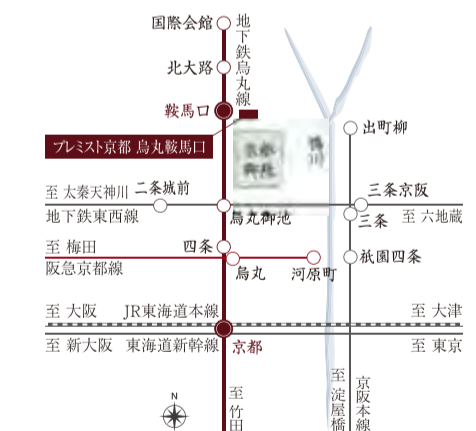 国際会館
地下鉄烏丸線
北大路
鞍馬口
出町柳
プレミスト京都 烏丸鞍馬口
至 太秦天神川
二条城前
三条京阪
地下鉄東西線
烏丸御池
三条
至 六地蔵
四条
至 梅田
阪急京都線
烏丸
河原町
祇園四条
至 大阪
JR東海道本線
至 大津
至 新大阪
東海道新幹線
京都
至 東京
N
至 竹田
至 淀屋橋
京阪本線